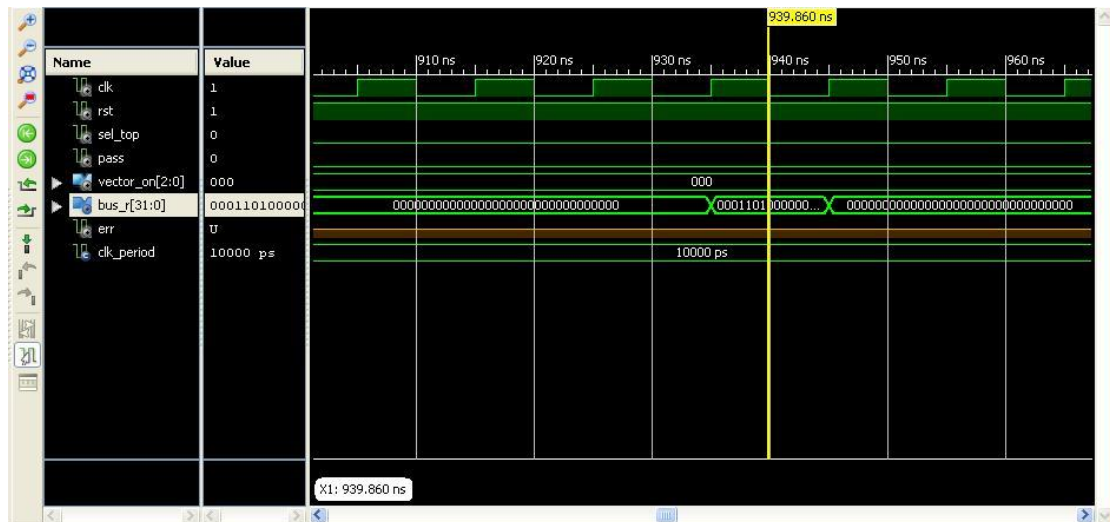 939.860 ns
Name Value
910 ns 920 ns 930 ns 940 ns 950 ns 960 ns
clk 1
rst 1
sel_top 0
pass 0
vector_on[2:0] 000 000
bus_r[31:0] 000110100000 00000000000000000000000000000000 0001101000000... 00000000000000000000000000000000
err U
clk_period 10000 ps 10000 ps
X1: 939.860 ns